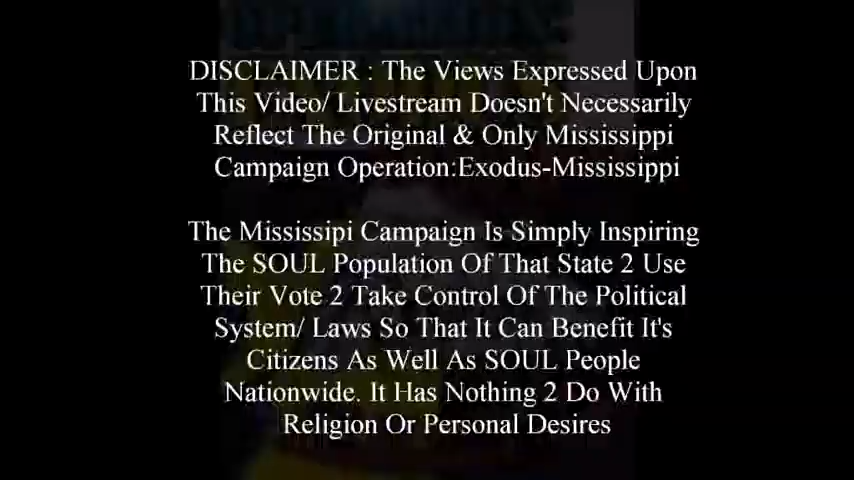 DISCLAIMER : The Views Expressed Upon
This Video/ Livestream Doesn't Necessarily
Reflect The Original & Only Mississippi
Campaign Operation:Exodus-Mississippi
The Mississipi Campaign Is Simply Inspiring
The SOUL Population Of That State 2 Use
Their Vote 2 Take Control Of The Political
System/ Laws So That It Can Benefit It's
Citizens As Well As SOUL People
Nationwide. It Has Nothing 2 Do With
Religion Or Personal Desires